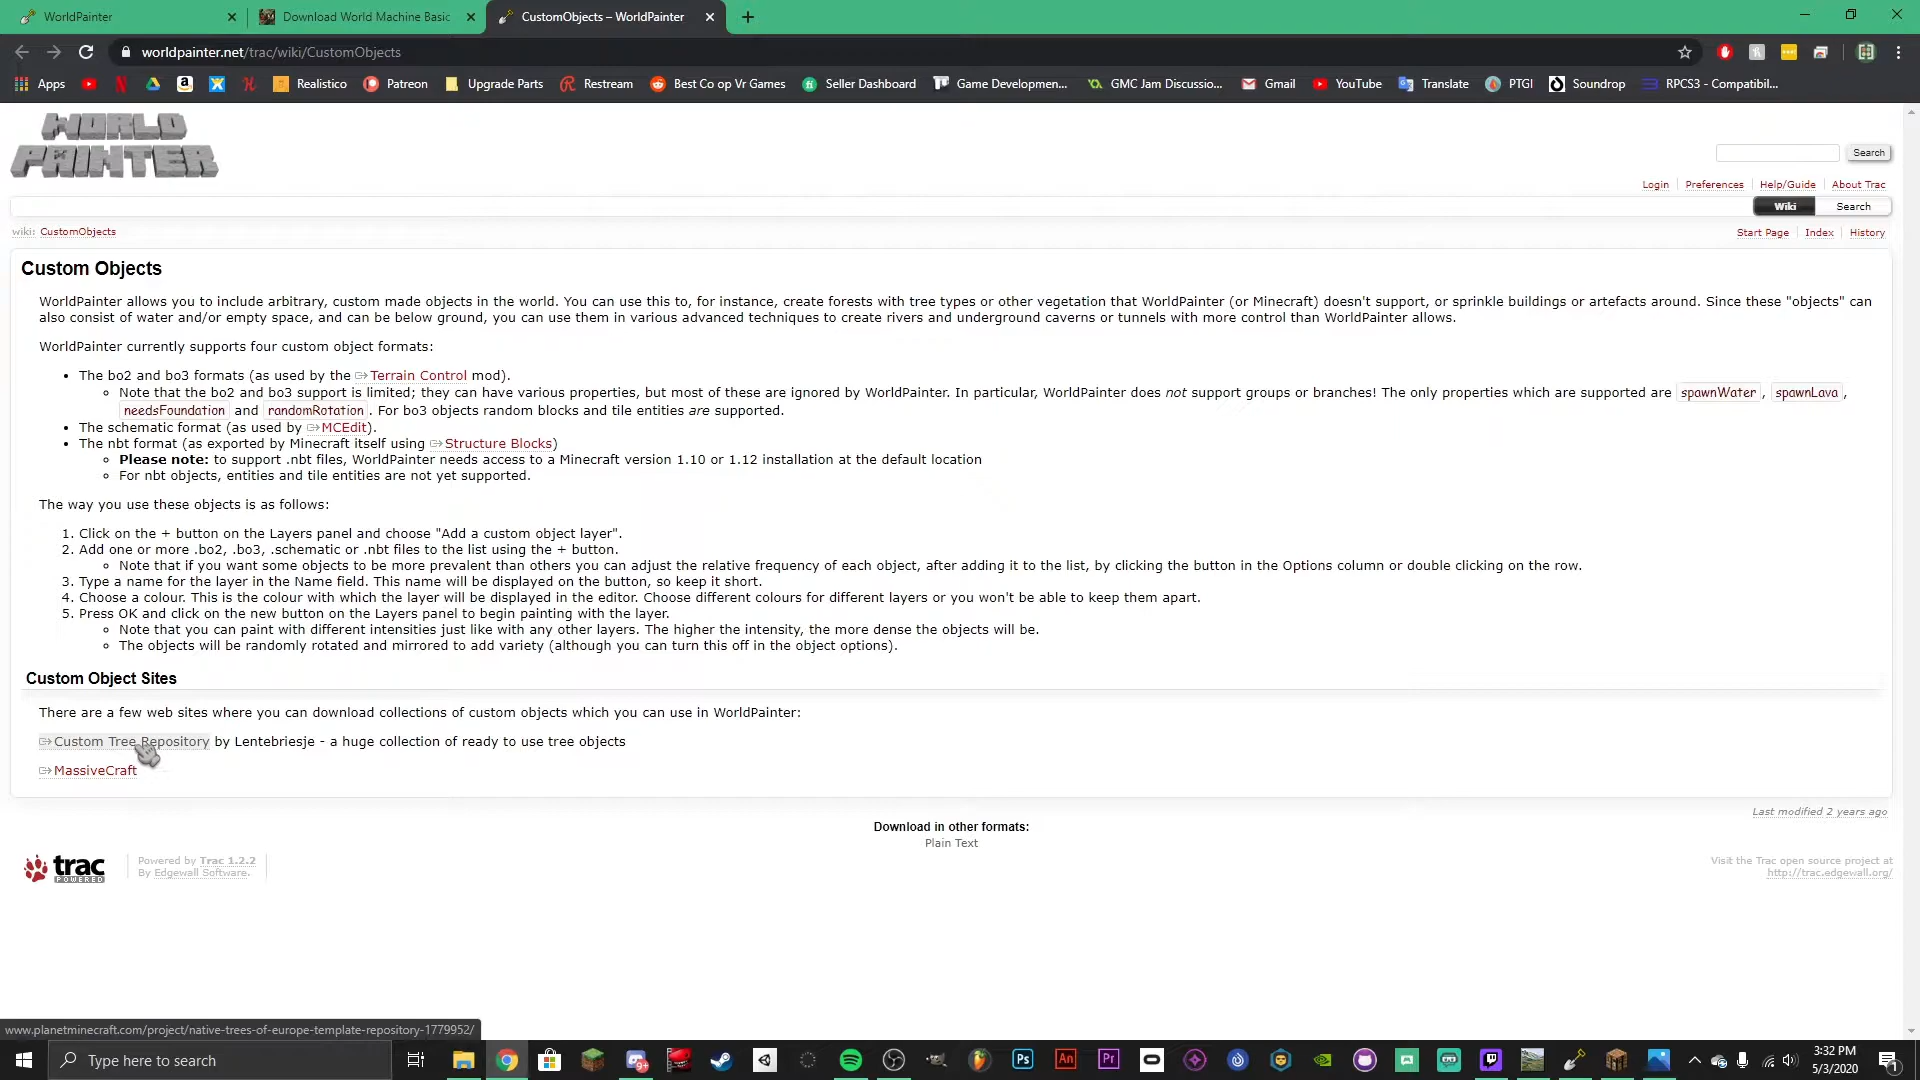 WorldPainter
Download World Machine Basic
CustomObjects – WorldPainter
worldpainter.net/trac/wiki/CustomObjects
Apps
Realistico
Patreon
Upgrade Parts
Restream
Best Co op Vr Games
Seller Dashboard
Game Developmen...
GMC Jam Discussio...
Gmail
YouTube
Translate
PTGI
Soundrop
RPCS3 - Compatibil...
WORLD
PAINTER
Search
Login
Preferences
Help/Guide
About Trac
Wiki
Search
wiki: CustomObjects
Start Page
Index
History
Custom Objects
WorldPainter allows you to include arbitrary, custom made objects in the world. You can use this to, for instance, create forests with tree types or other vegetation that WorldPainter (or Minecraft) doesn't support, or sprinkle buildings or artefacts around. Since these "objects" can
also consist of water and/or empty space, and can be below ground, you can use them in various advanced techniques to create rivers and underground caverns or tunnels with more control than WorldPainter allows.
WorldPainter currently supports four custom object formats:
• The bo2 and bo3 formats (as used by the Terrain Control mod).
◦ Note that the bo2 and bo3 support is limited; they can have various properties, but most of these are ignored by WorldPainter. In particular, WorldPainter does not support groups or branches! The only properties which are supported are spawnWater, spawnLava,
needsFoundation and randomRotation. For bo3 objects random blocks and tile entities are supported.
• The schematic format (as used by MCEdit).
• The nbt format (as exported by Minecraft itself using Structure Blocks)
◦ Please note: to support .nbt files, WorldPainter needs access to a Minecraft version 1.10 or 1.12 installation at the default location
◦ For nbt objects, entities and tile entities are not yet supported.
The way you use these objects is as follows:
1. Click on the + button on the Layers panel and choose "Add a custom object layer".
2. Add one or more .bo2, .bo3, .schematic or .nbt files to the list using the + button.
◦ Note that if you want some objects to be more prevalent than others you can adjust the relative frequency of each object, after adding it to the list, by clicking the button in the Options column or double clicking on the row.
3. Type a name for the layer in the Name field. This name will be displayed on the button, so keep it short.
4. Choose a colour. This is the colour with which the layer will be displayed in the editor. Choose different colours for different layers or you won't be able to keep them apart.
5. Press OK and click on the new button on the Layers panel to begin painting with the layer.
◦ Note that you can paint with different intensities just like with any other layers. The higher the intensity, the more dense the objects will be.
◦ The objects will be randomly rotated and mirrored to add variety (although you can turn this off in the object options).
Custom Object Sites
There are a few web sites where you can download collections of custom objects which you can use in WorldPainter:
Custom Tree Repository by Lentebriesje - a huge collection of ready to use tree objects
MassiveCraft
Last modified 2 years ago
Download in other formats:
Plain Text
trac
POWERED
Powered by Trac 1.2.2
By Edgewall Software.
Visit the Trac open source project at
http://trac.edgewall.org/
www.planetminecraft.com/project/native-trees-of-europe-template-repository-1779952/
Type here to search
Ps
An
Pr
3:32 PM
5/3/2020
1